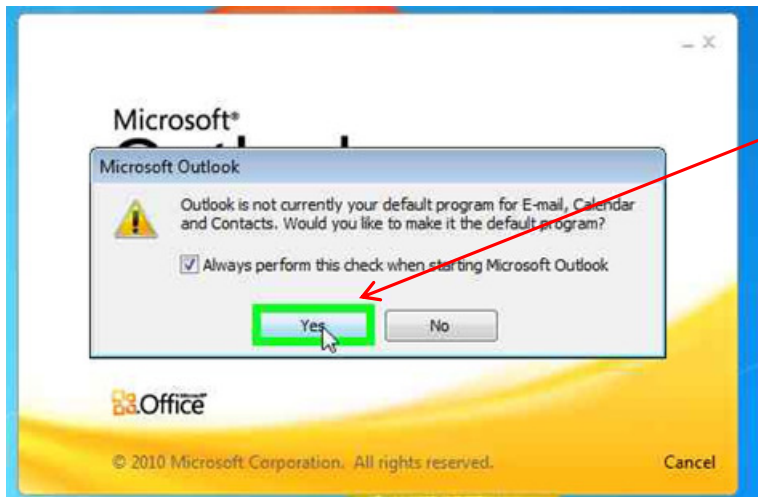 Microsoft®
Microsoft Outlook
Outlook is not currently your default program for E-mail, Calendar
and Contacts. Would you like to make it the default program?
Always perform this check when starting Microsoft Outlook
Yes No
Office
© 2010 Microsoft Corporation. All rights reserved. Cancel